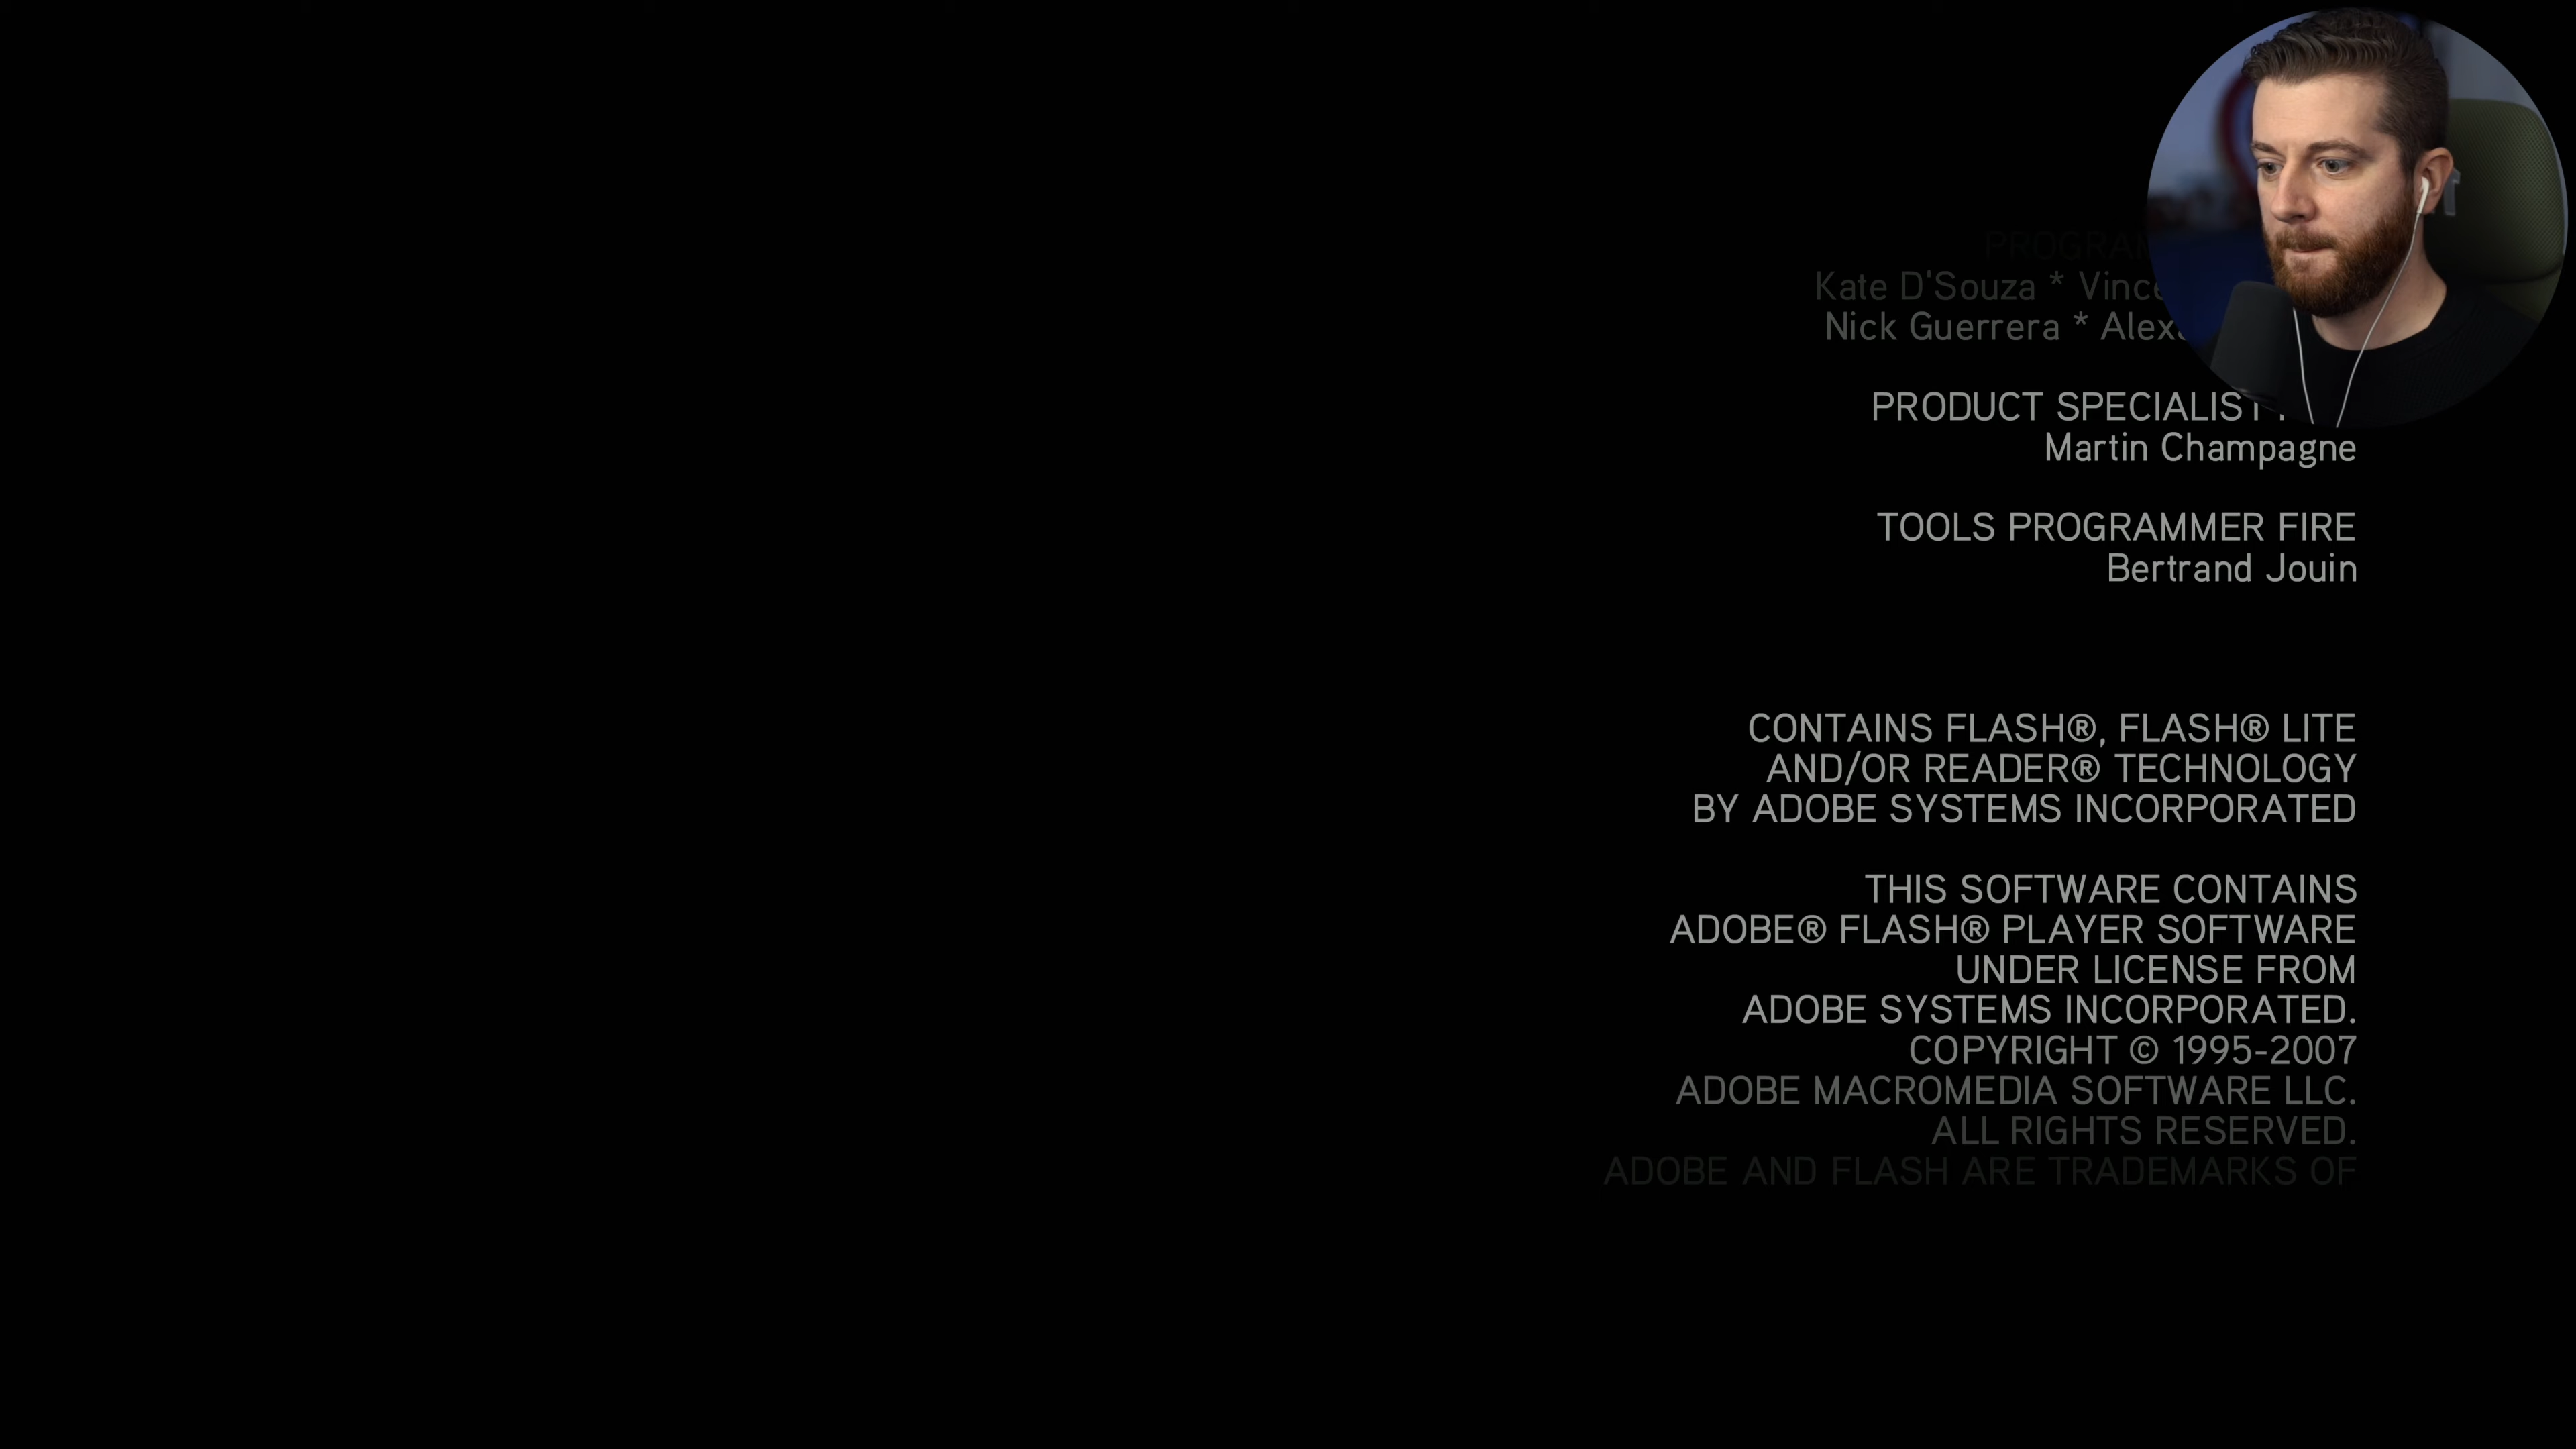 Kate D'Souza *
Nick Guerrera *
PRODUCT SPECIALIST
Martin Champagne
TOOLS PROGRAMMER FIRE
Bertrand Jouin
CONTAINS FLASH®, FLASH® LITE
AND/OR READER® TECHNOLOGY
BY ADOBE SYSTEMS INCORPORATED
THIS SOFTWARE CONTAINS
ADOBE® FLASH® PLAYER SOFTWARE
UNDER LICENSE FROM
ADOBE SYSTEMS INCORPORATED.
COPYRIGHT © 1995-2007
ADOBE MACROMEDIA SOFTWARE LLC.
ALL RIGHTS RESERVED.
ADOBE AND FLASH ARE TRADEMARKS OF